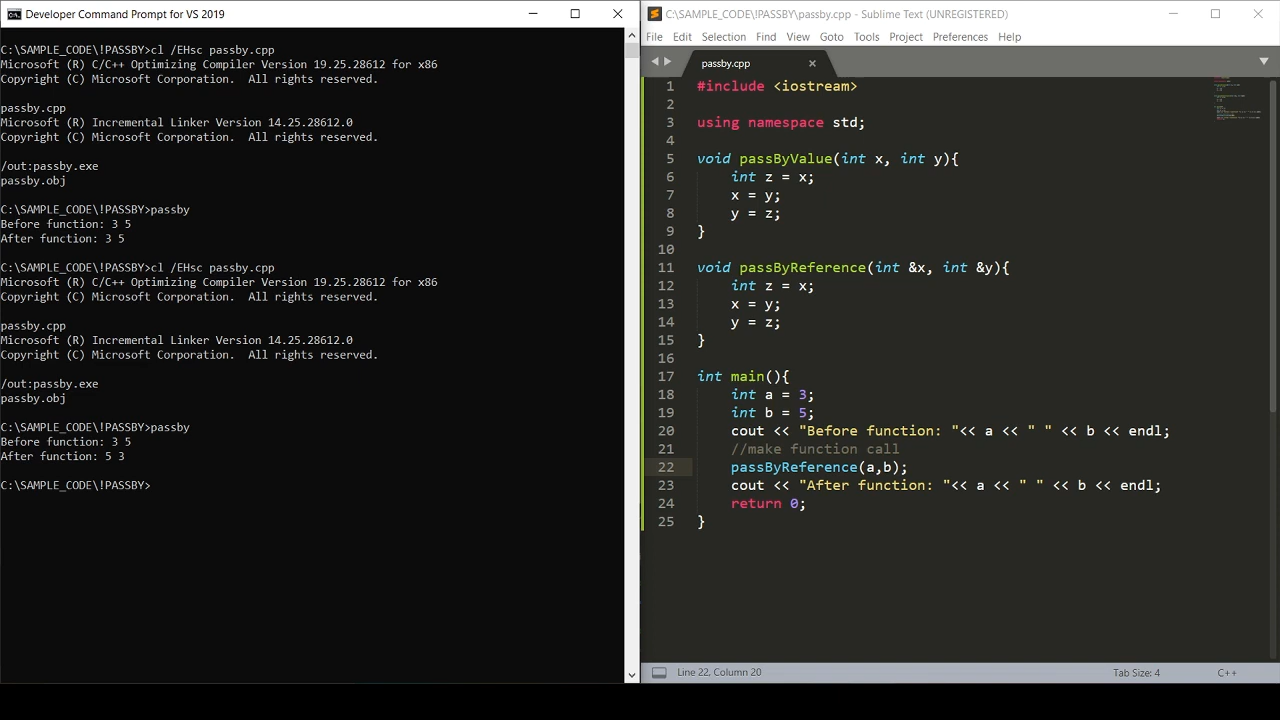 Developer Command Prompt for VS 2019
C:\SAMPLE_CODE\!PASSBY>cl /EHsc passby.cpp
Microsoft (R) C/C++ Optimizing Compiler Version 19.25.28612 for x86
Copyright (C) Microsoft Corporation.  All rights reserved.
passby.cpp
Microsoft (R) Incremental Linker Version 14.25.28612.0
Copyright (C) Microsoft Corporation.  All rights reserved.
/out:passby.exe
passby.obj
C:\SAMPLE_CODE\!PASSBY>passby
Before function: 3 5
After function: 3 5
C:\SAMPLE_CODE\!PASSBY>cl /EHsc passby.cpp
Microsoft (R) C/C++ Optimizing Compiler Version 19.25.28612 for x86
Copyright (C) Microsoft Corporation.  All rights reserved.
passby.cpp
Microsoft (R) Incremental Linker Version 14.25.28612.0
Copyright (C) Microsoft Corporation.  All rights reserved.
/out:passby.exe
passby.obj
C:\SAMPLE_CODE\!PASSBY>passby
Before function: 3 5
After function: 5 3
C:\SAMPLE_CODE\!PASSBY>
C:\SAMPLE_CODE\!PASSBY\passby.cpp - Sublime Text (UNREGISTERED)
File Edit Selection Find View Goto Tools Project Preferences Help
passby.cpp
1 #include <iostream>
2
3 using namespace std;
4
5 void passByValue(int x, int y){
6     int z = x;
7     x = y;
8     y = z;
9 }
10
11 void passByReference(int &x, int &y){
12     int z = x;
13     x = y;
14     y = z;
15 }
16
17 int main(){
18     int a = 3;
19     int b = 5;
20     cout << "Before function: "<< a << " " << b << endl;
21     //make function call
22     passByReference(a,b);
23     cout << "After function: "<< a << " " << b << endl;
24     return 0;
25 }
Line 22, Column 20
Tab Size: 4
C++